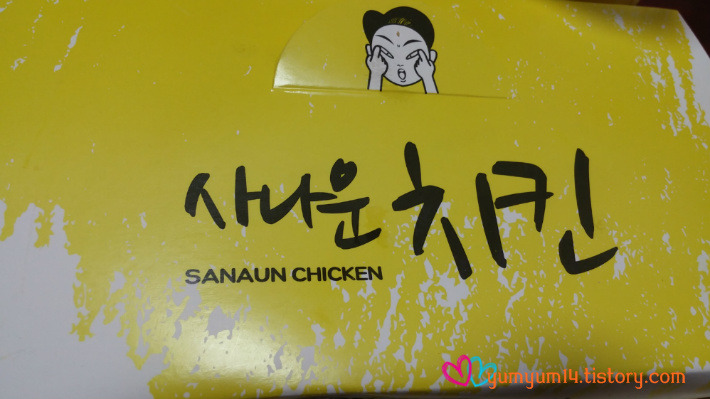 사나운 치킨
SANAUN CHICKEN
yumyum14.tistory.com